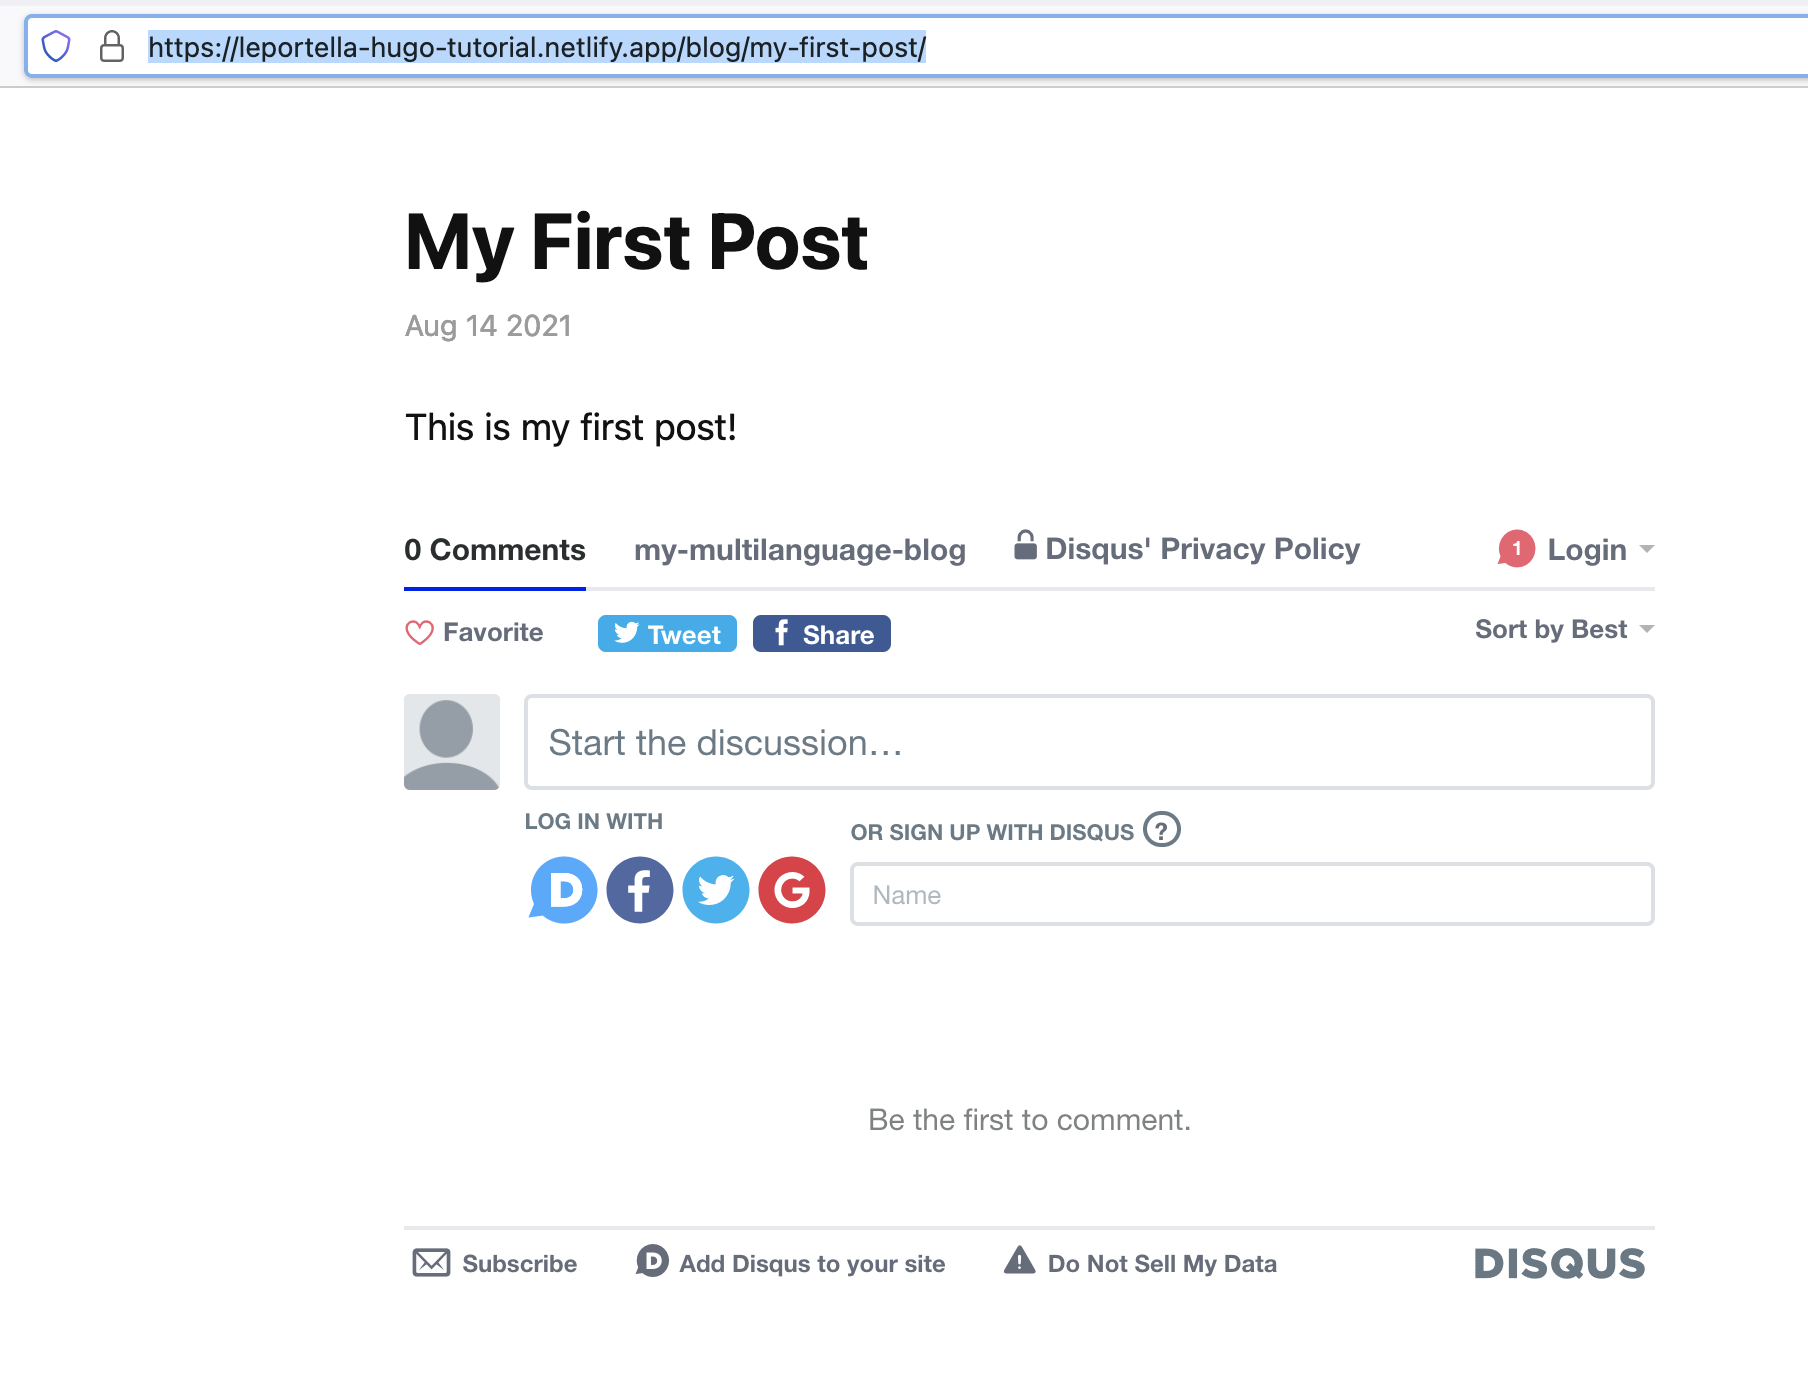 https://leportella-hugo-tutorial.netlify.app/blog/my-first-post/
My First Post
Aug 14 2021
This is my first post!
0 Comments my-multilanguage-blog Disqus' Privacy Policy 1 Login
Favorite Tweet f Share Sort by Best
Start the discussion…
LOG IN WITH OR SIGN UP WITH DISQUS ?
D f G Name
Be the first to comment.
Subscribe D Add Disqus to your site Do Not Sell My Data DISQUS